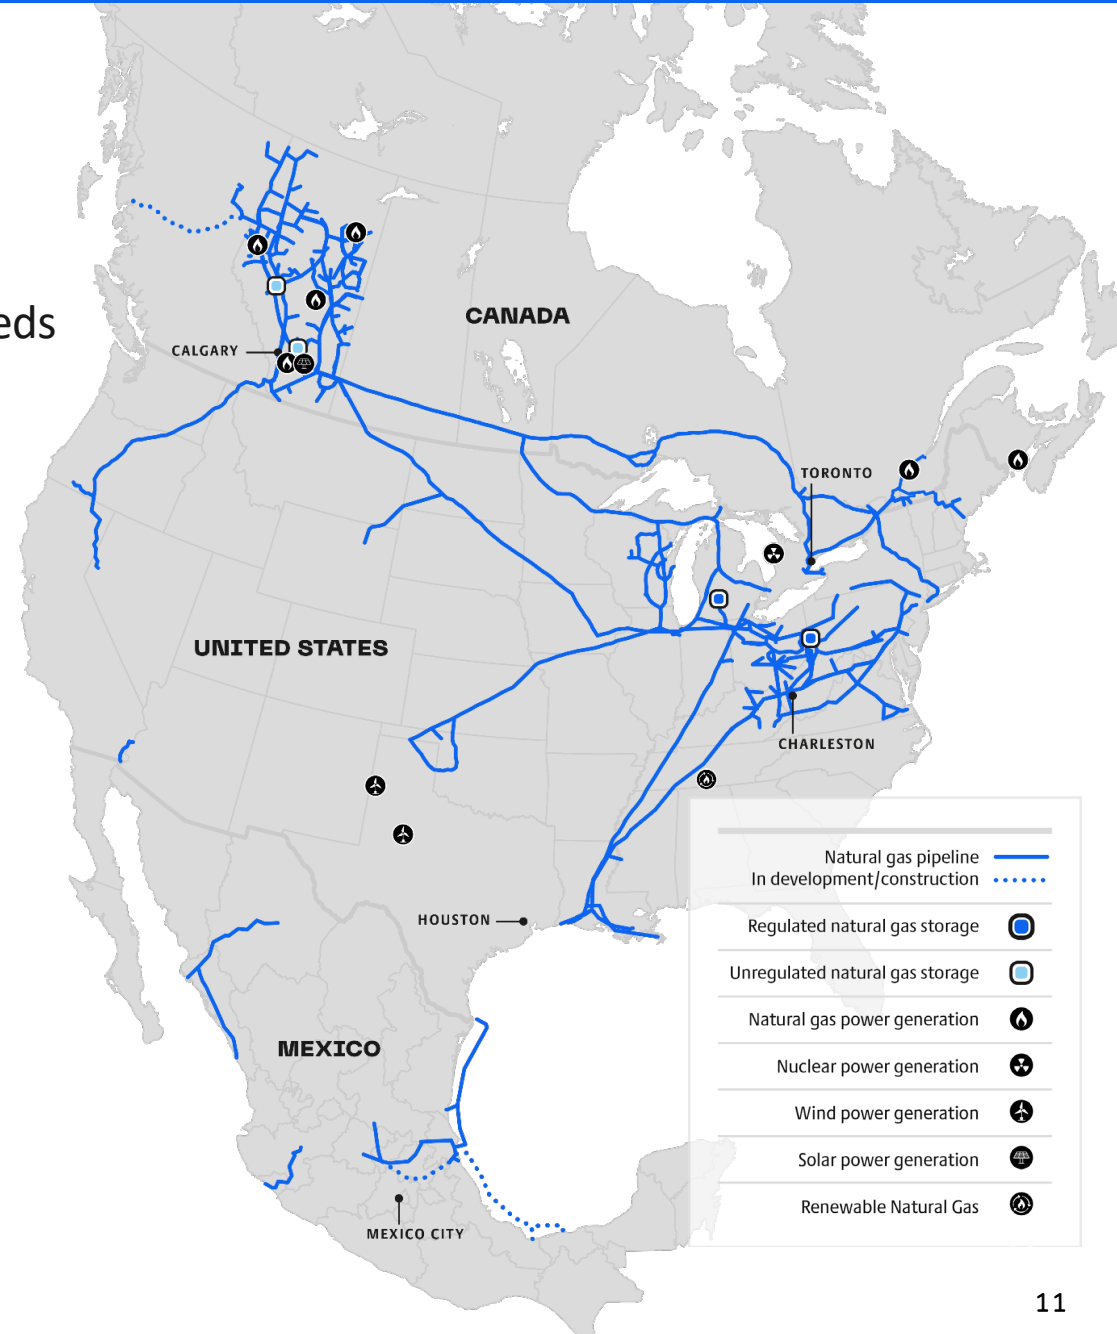 eds
CANADA
CALGARY
TORONTO
UNITED STATES
CHARLESTON
HOUSTON
MEXICO
MEXICO CITY
Natural gas pipeline
In development/construction
Regulated natural gas storage
Unregulated natural gas storage
Natural gas power generation
Nuclear power generation
Wind power generation
Solar power generation
Renewable Natural Gas
11